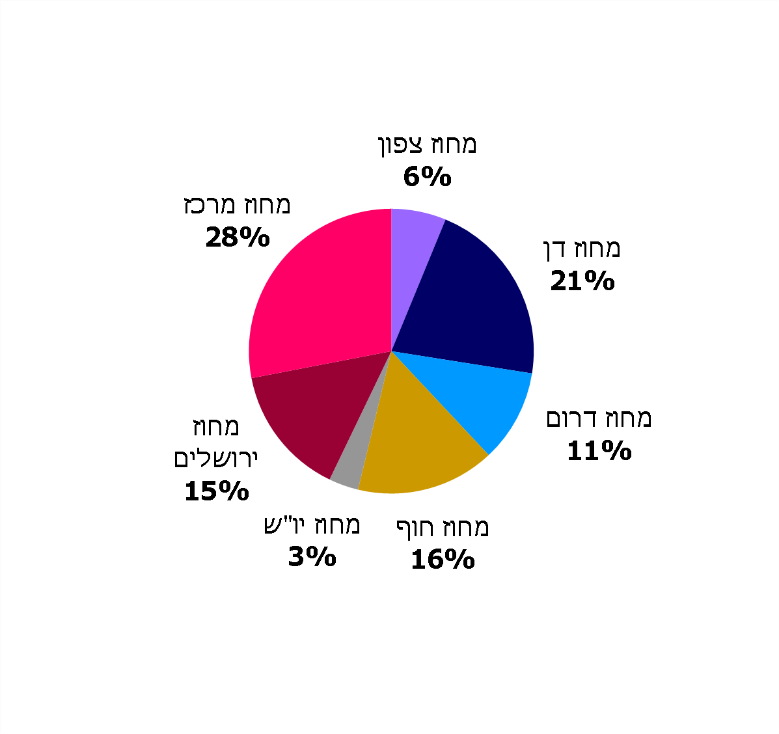 מחוז צפון
6%
מחוז מרכז
28%
מחוז דן
21%
מחוז דרום
11%
מחוז
ירושלים
15%
מחוז יו"ש
3%
מחוז חוף
16%